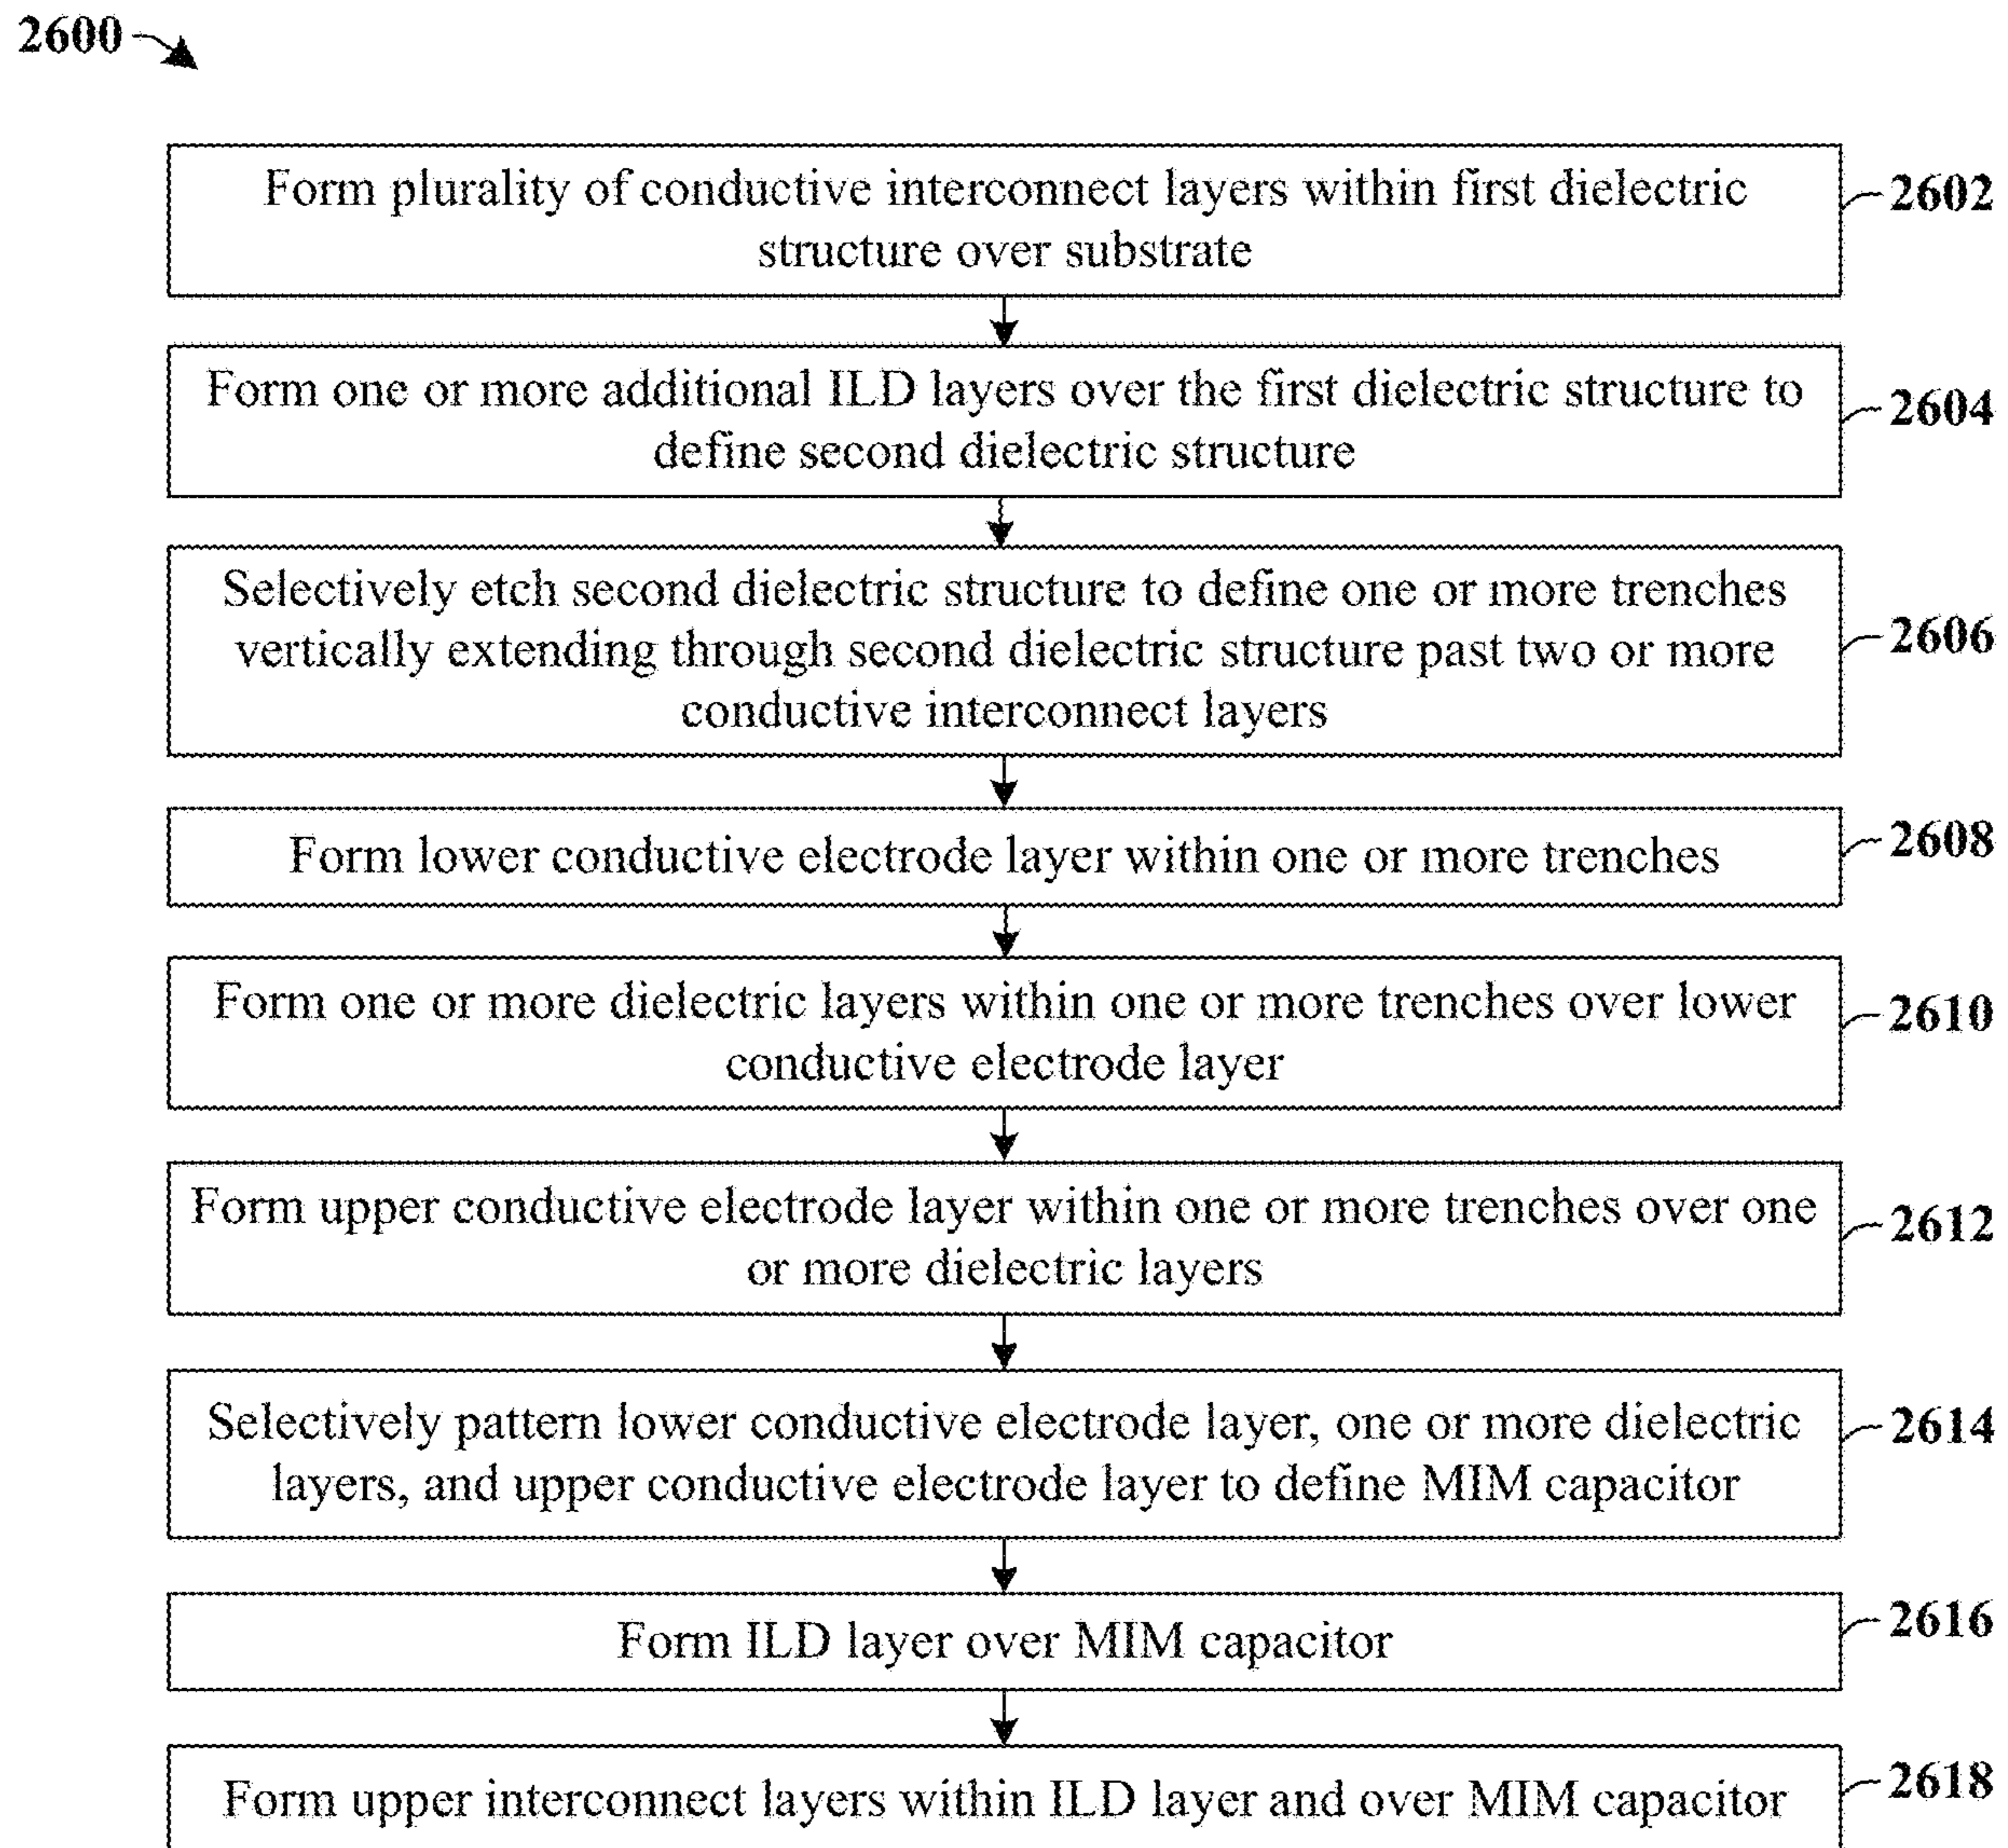 2600
Form plurality of conductive interconnect layers within first dielectric
structure over substrate
2602
Form one or more additional ILD layers over the first dielectric structure to
define second dielectric structure
2604
Selectively etch second dielectric structure to define one or more trenches
vertically extending through second dielectric structure past two or more
conductive interconnect layers
2606
Form lower conductive electrode layer within one or more trenches
2608
Form one or more dielectric layers within one or more trenches over lower
conductive electrode layer
2610
Form upper conductive electrode layer within one or more trenches over one
or more dielectric layers
2612
Selectively pattern lower conductive electrode layer, one or more dielectric
layers, and upper conductive electrode layer to define MIM capacitor
2614
Form ILD layer over MIM capacitor
2616
Form upper interconnect layers within ILD layer and over MIM capacitor
2618